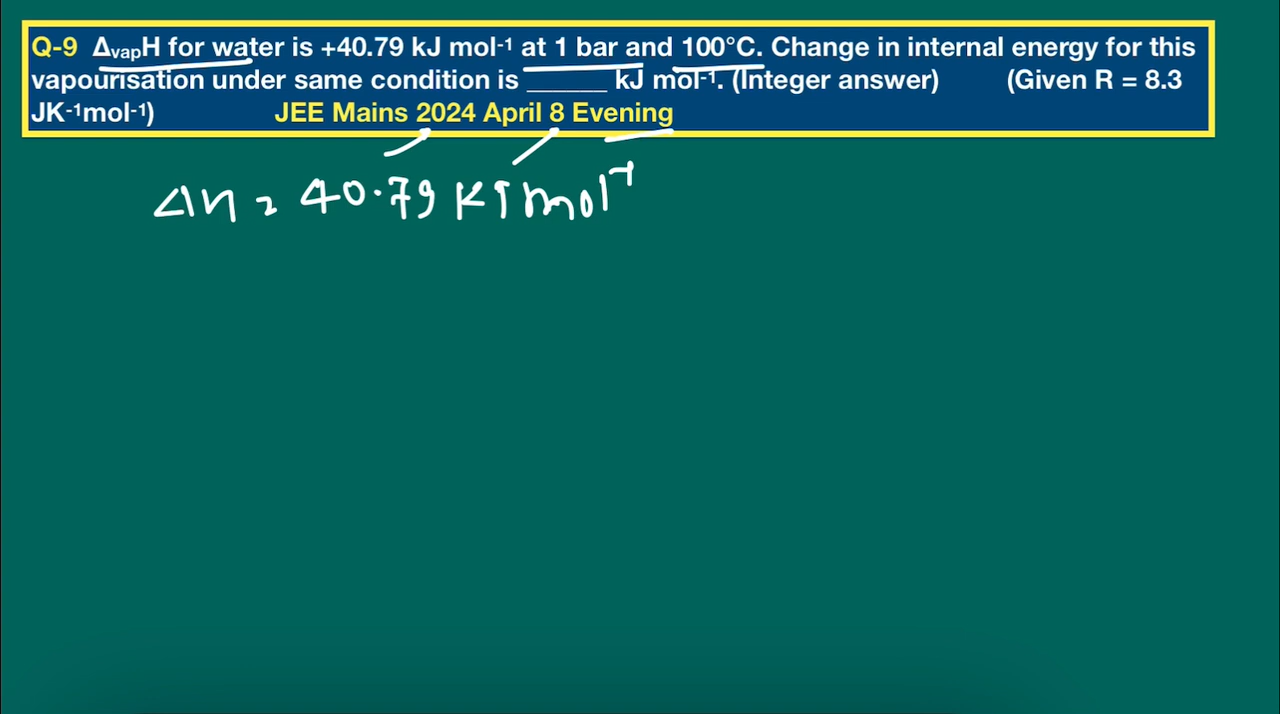 Q-9 ΔvapH for water is +40.79 kJ mol-1 at 1 bar and 100°C. Change in internal energy for this
vapourisation under same condition is ______ kJ mol-1. (Integer answer) (Given R = 8.3
JK-1mol-1) JEE Mains 2024 April 8 Evening
ΔH = 40.79 KJ mol-1